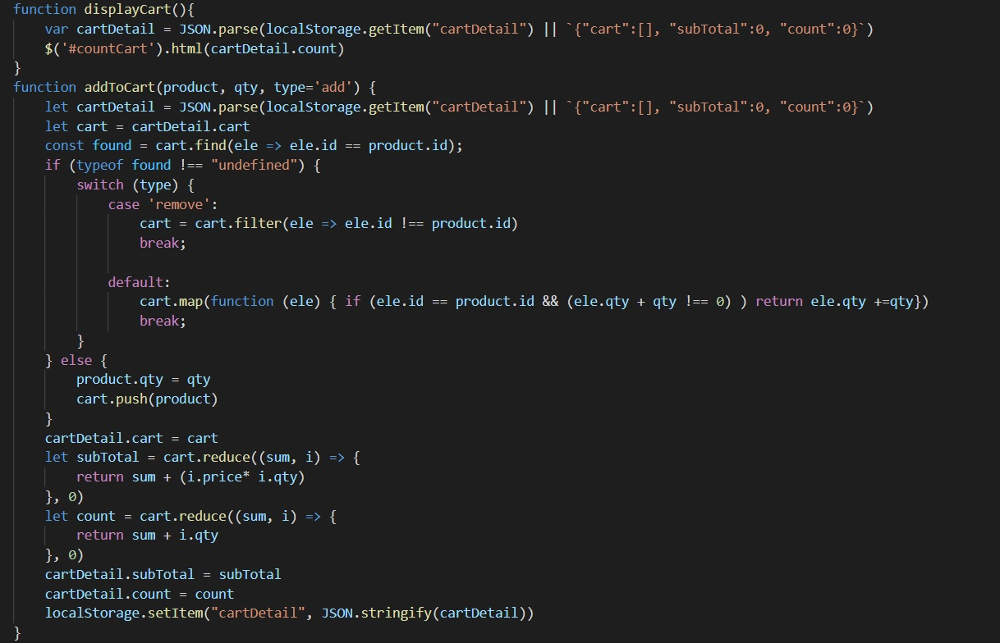 function displayCart(){
    var cartDetail = JSON.parse(localStorage.getItem("cartDetail") || `{"cart":[], "subTotal":0, "count":0}`)
    $('#countCart').html(cartDetail.count)
}
function addToCart(product, qty, type='add') {
    let cartDetail = JSON.parse(localStorage.getItem("cartDetail") || `{"cart":[], "subTotal":0, "count":0}`)
    let cart = cartDetail.cart
    const found = cart.find(ele => ele.id == product.id);
    if (typeof found !== "undefined") {
        switch (type) {
            case 'remove':
                cart = cart.filter(ele => ele.id !== product.id)
                break;

            default:
                cart.map(function (ele) { if (ele.id == product.id && (ele.qty + qty !== 0) ) return ele.qty +=qty})
                break;
        }
    } else {
        product.qty = qty
        cart.push(product)
    }
    cartDetail.cart = cart
    let subTotal = cart.reduce((sum, i) => {
        return sum + (i.price* i.qty)
    }, 0)
    let count = cart.reduce((sum, i) => {
        return sum + i.qty
    }, 0)
    cartDetail.subTotal = subTotal
    cartDetail.count = count
    localStorage.setItem("cartDetail", JSON.stringify(cartDetail))
}